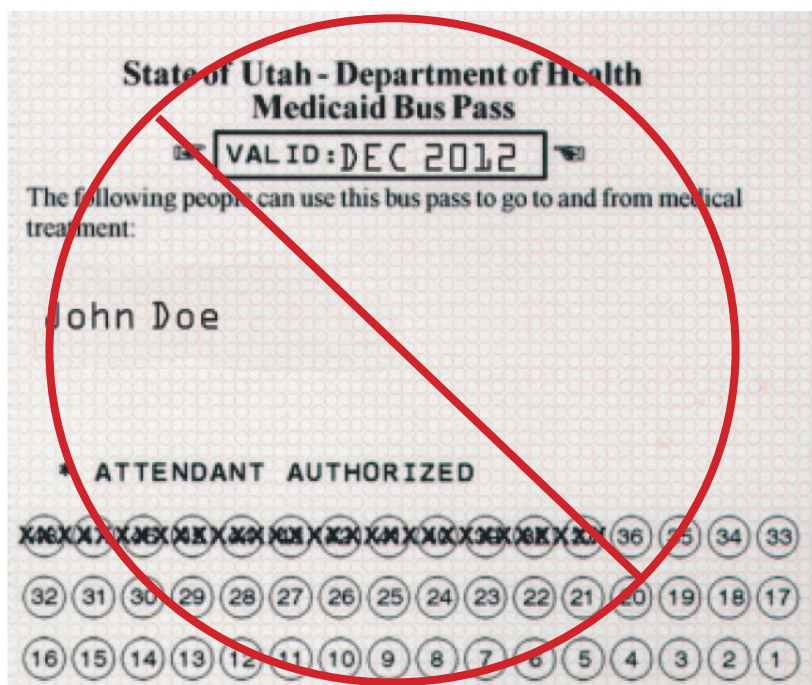 State of Utah - Department of Health
Medicaid Bus Pass
VALID: DEC 2012
The following people can use this bus pass to go to and from medical
treatment:
John Doe
* ATTENDANT AUTHORIZED
36 35 34 33
32 31 30 29 28 27 26 25 24 23 22 21 20 19 18 17
16 15 14 13 12 11 10 9 8 7 6 5 4 3 2 1